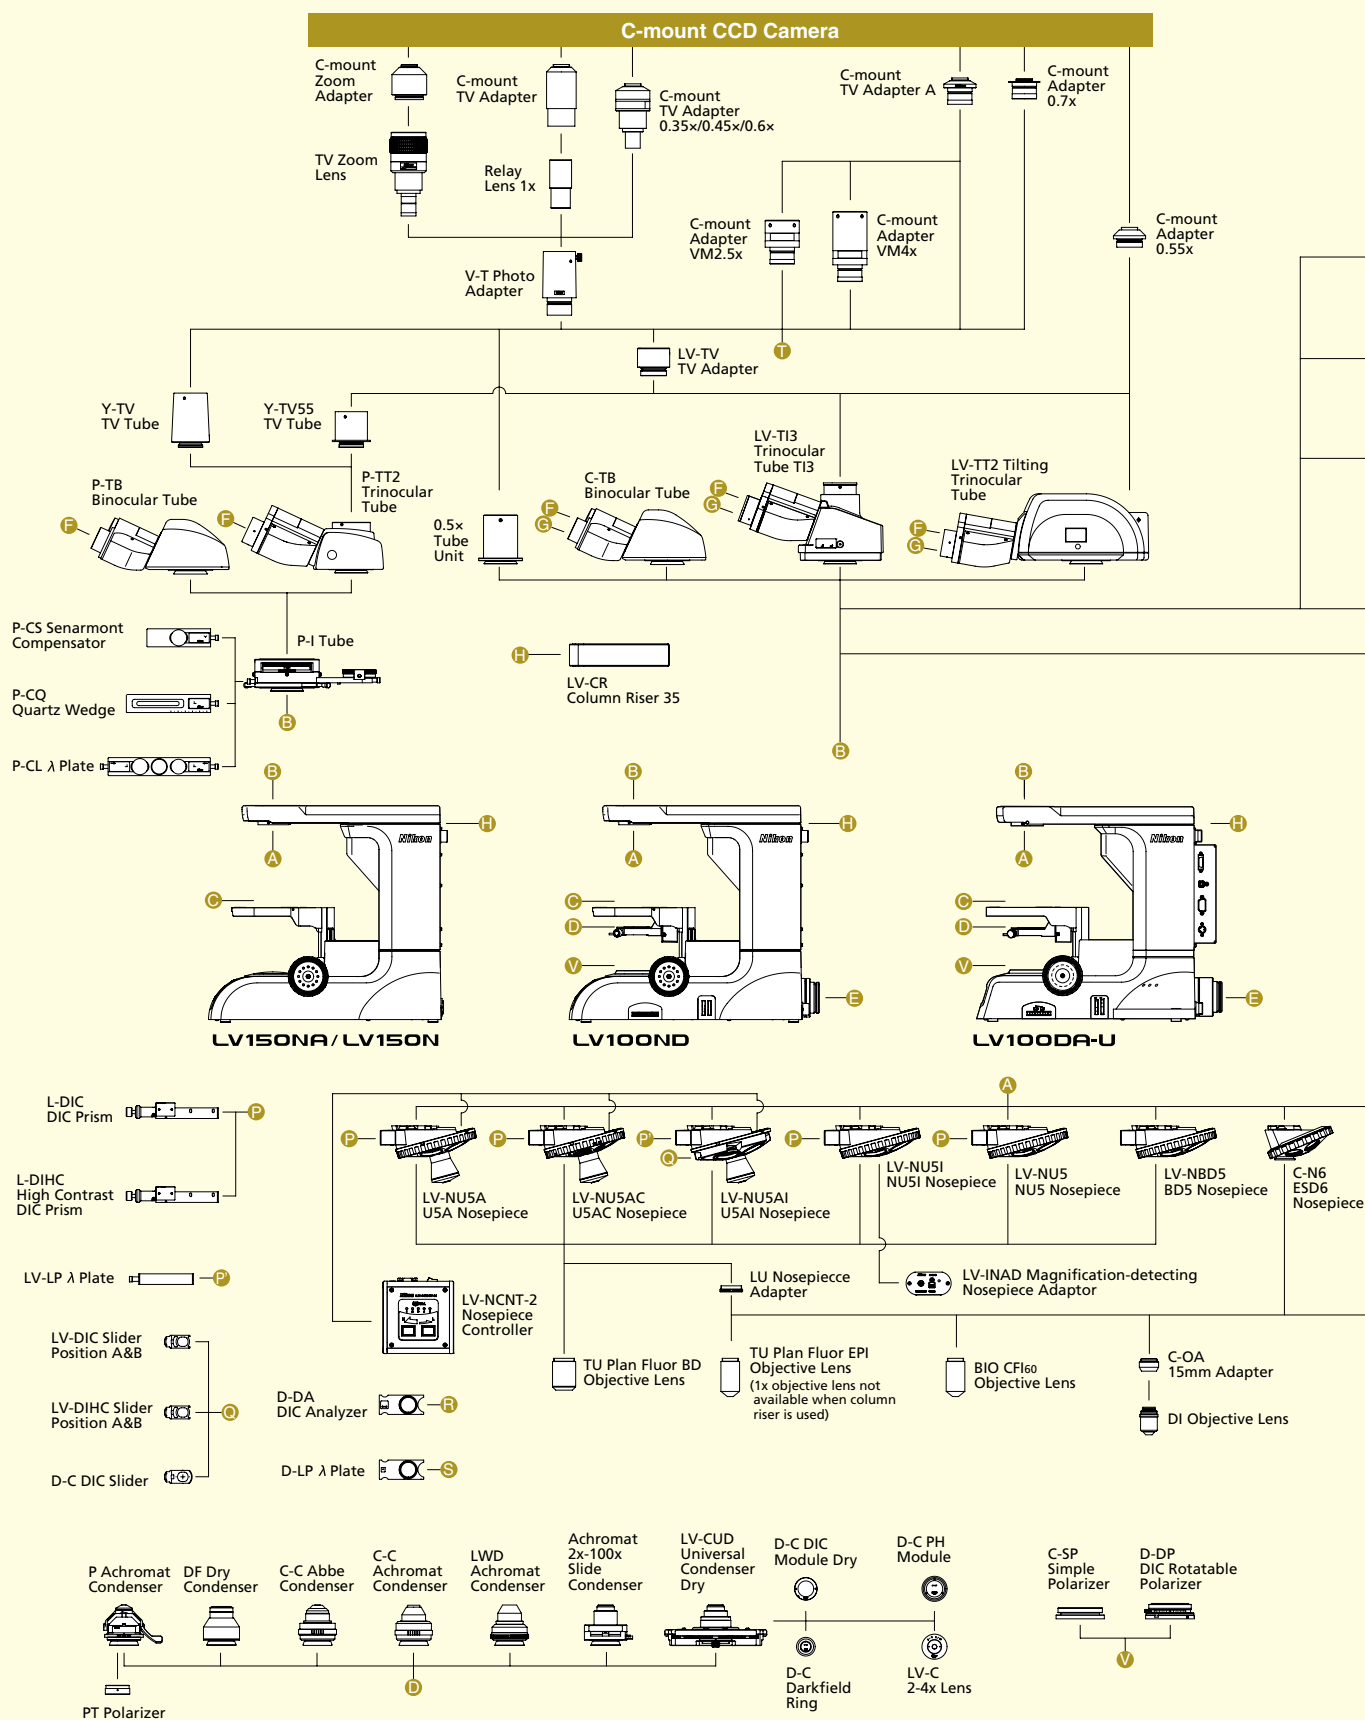 C-mount CCD Camera
C-mount
Zoom
Adapter
C-mount
TV Adapter
C-mount
TV Adapter
0.35×/0.45×/0.6×
C-mount
TV Adapter A
C-mount
Adapter
0.7x
TV Zoom
Lens
Relay
Lens 1x
C-mount
Adapter
VM2.5x
C-mount
Adapter
VM4x
C-mount
Adapter
0.55x
V-T Photo
Adapter
LV-TV
TV Adapter
T
Y-TV
TV Tube
Y-TV55
TV Tube
P-TB
Binocular Tube
P-TT2
Trinocular
Tube
0.5×
Tube
Unit
C-TB
Binocular Tube
LV-TI3
Trinocular
Tube TI3
LV-TT2 Tilting
Trinocular
Tube
F
F
F
G
F
G
F
G
P-CS Senarmont
Compensator
P-I Tube
P-CQ
Quartz Wedge
B
P-CL λ Plate
H
LV-CR
Column Riser 35
B
B
B
B
H
H
H
A
A
A
Nikon
Nikon
Nikon
C
C
C
D
D
V
V
E
E
LV150NA/LV150N
LV100ND
LV100DA-U
L-DIC
DIC Prism
P
L-DIHC
High Contrast
DIC Prism
LV-LP λ Plate
P'
A
P
P
P'
Q
P
P
LV-NU5A
U5A Nosepiece
LV-NU5AC
U5AC Nosepiece
LV-NU5AI
U5AI Nosepiece
LV-NU5I
NU5I Nosepiece
LV-NU5
NU5 Nosepiece
LV-NBD5
BD5 Nosepiece
C-N6
ESD6
Nosepiece
LV-NCNT-2
Nosepiece
Controller
LU Nosepiecce
Adapter
LV-INAD Magnification-detecting
Nosepiece Adaptor
LV-DIC Slider
Position A&B
LV-DIHC Slider
Position A&B
Q
D-C DIC Slider
D-DA
DIC Analyzer
R
D-LP λ Plate
S
TU Plan Fluor BD
Objective Lens
TU Plan Fluor EPI
Objective Lens
(1x objective lens not
available when column
riser is used)
BIO CFI60
Objective Lens
C-OA
15mm Adapter
DI Objective Lens
P Achromat
Condenser
DF Dry
Condenser
C-C Abbe
Condenser
C-C
Achromat
Condenser
LWD
Achromat
Condenser
Achromat
2x-100x
Slide
Condenser
LV-CUD
Universal
Condenser
Dry
D-C DIC
Module Dry
D-C PH
Module
C-SP
Simple
Polarizer
D-DP
DIC Rotatable
Polarizer
D
V
PT Polarizer
D-C
Darkfield
Ring
LV-C
2-4x Lens